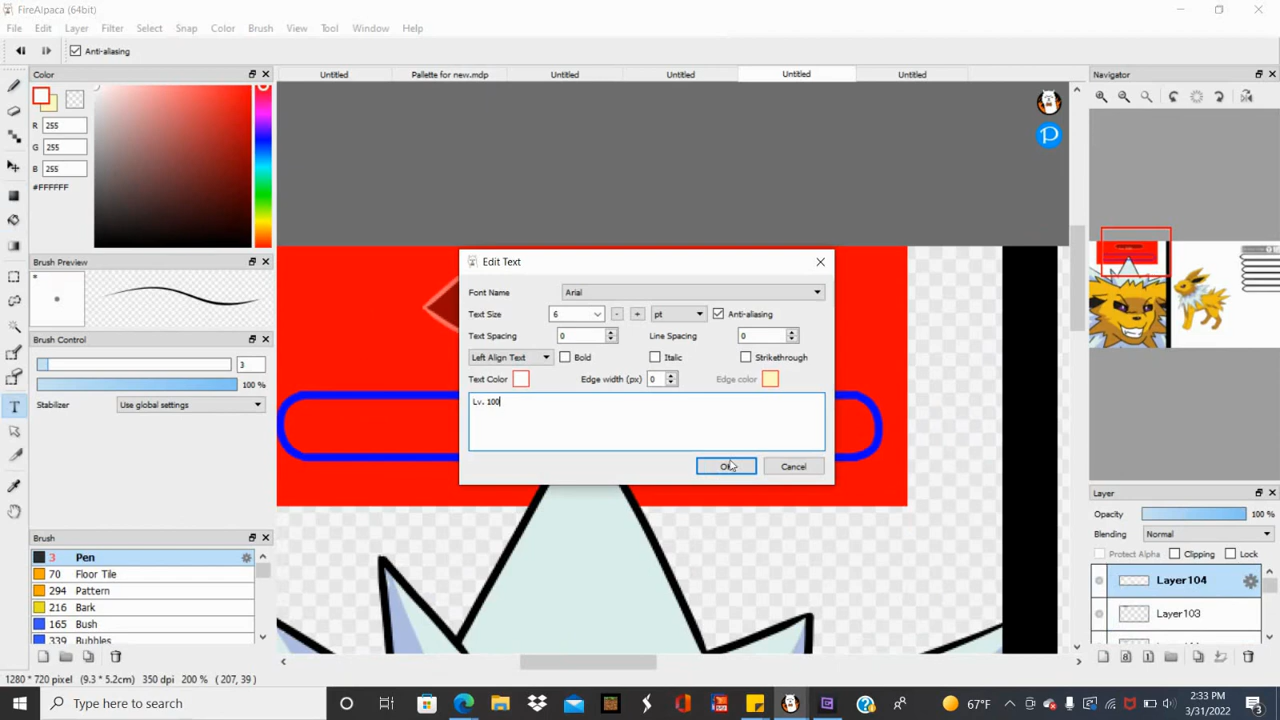 FireAlpaca (64bit)
File Edit Layer Filter Select Snap Color Brush View Tool Window Help
Anti-aliasing
Color
R 255
G 255
B 255
#FFFFFF
Brush Preview
Brush Control
3
100 %
Stabilizer Use global settings
Brush
3 Pen
70 Floor Tile
294 Pattern
216 Bark
165 Bush
339 Bubbles
Untitled Pallette for new.mdp Untitled Untitled Untitled Untitled
Edit Text
Font Name Arial
Text Size 6 - + pt Anti-aliasing
Text Spacing 0 Line Spacing 0
Left Align Text Bold Italic Strikethrough
Text Color Edge width (px) 0 Edge color
Lv. 100
OK Cancel
Navigator
Layer
Opacity 100 %
Blending Normal
Protect Alpha Clipping Lock
Layer104
Layer103
1280 * 720 pixel (9.3 * 5.2cm) 350 dpi 200 % ( 207, 39 )
Type here to search
67°F
2:33 PM
3/31/2022